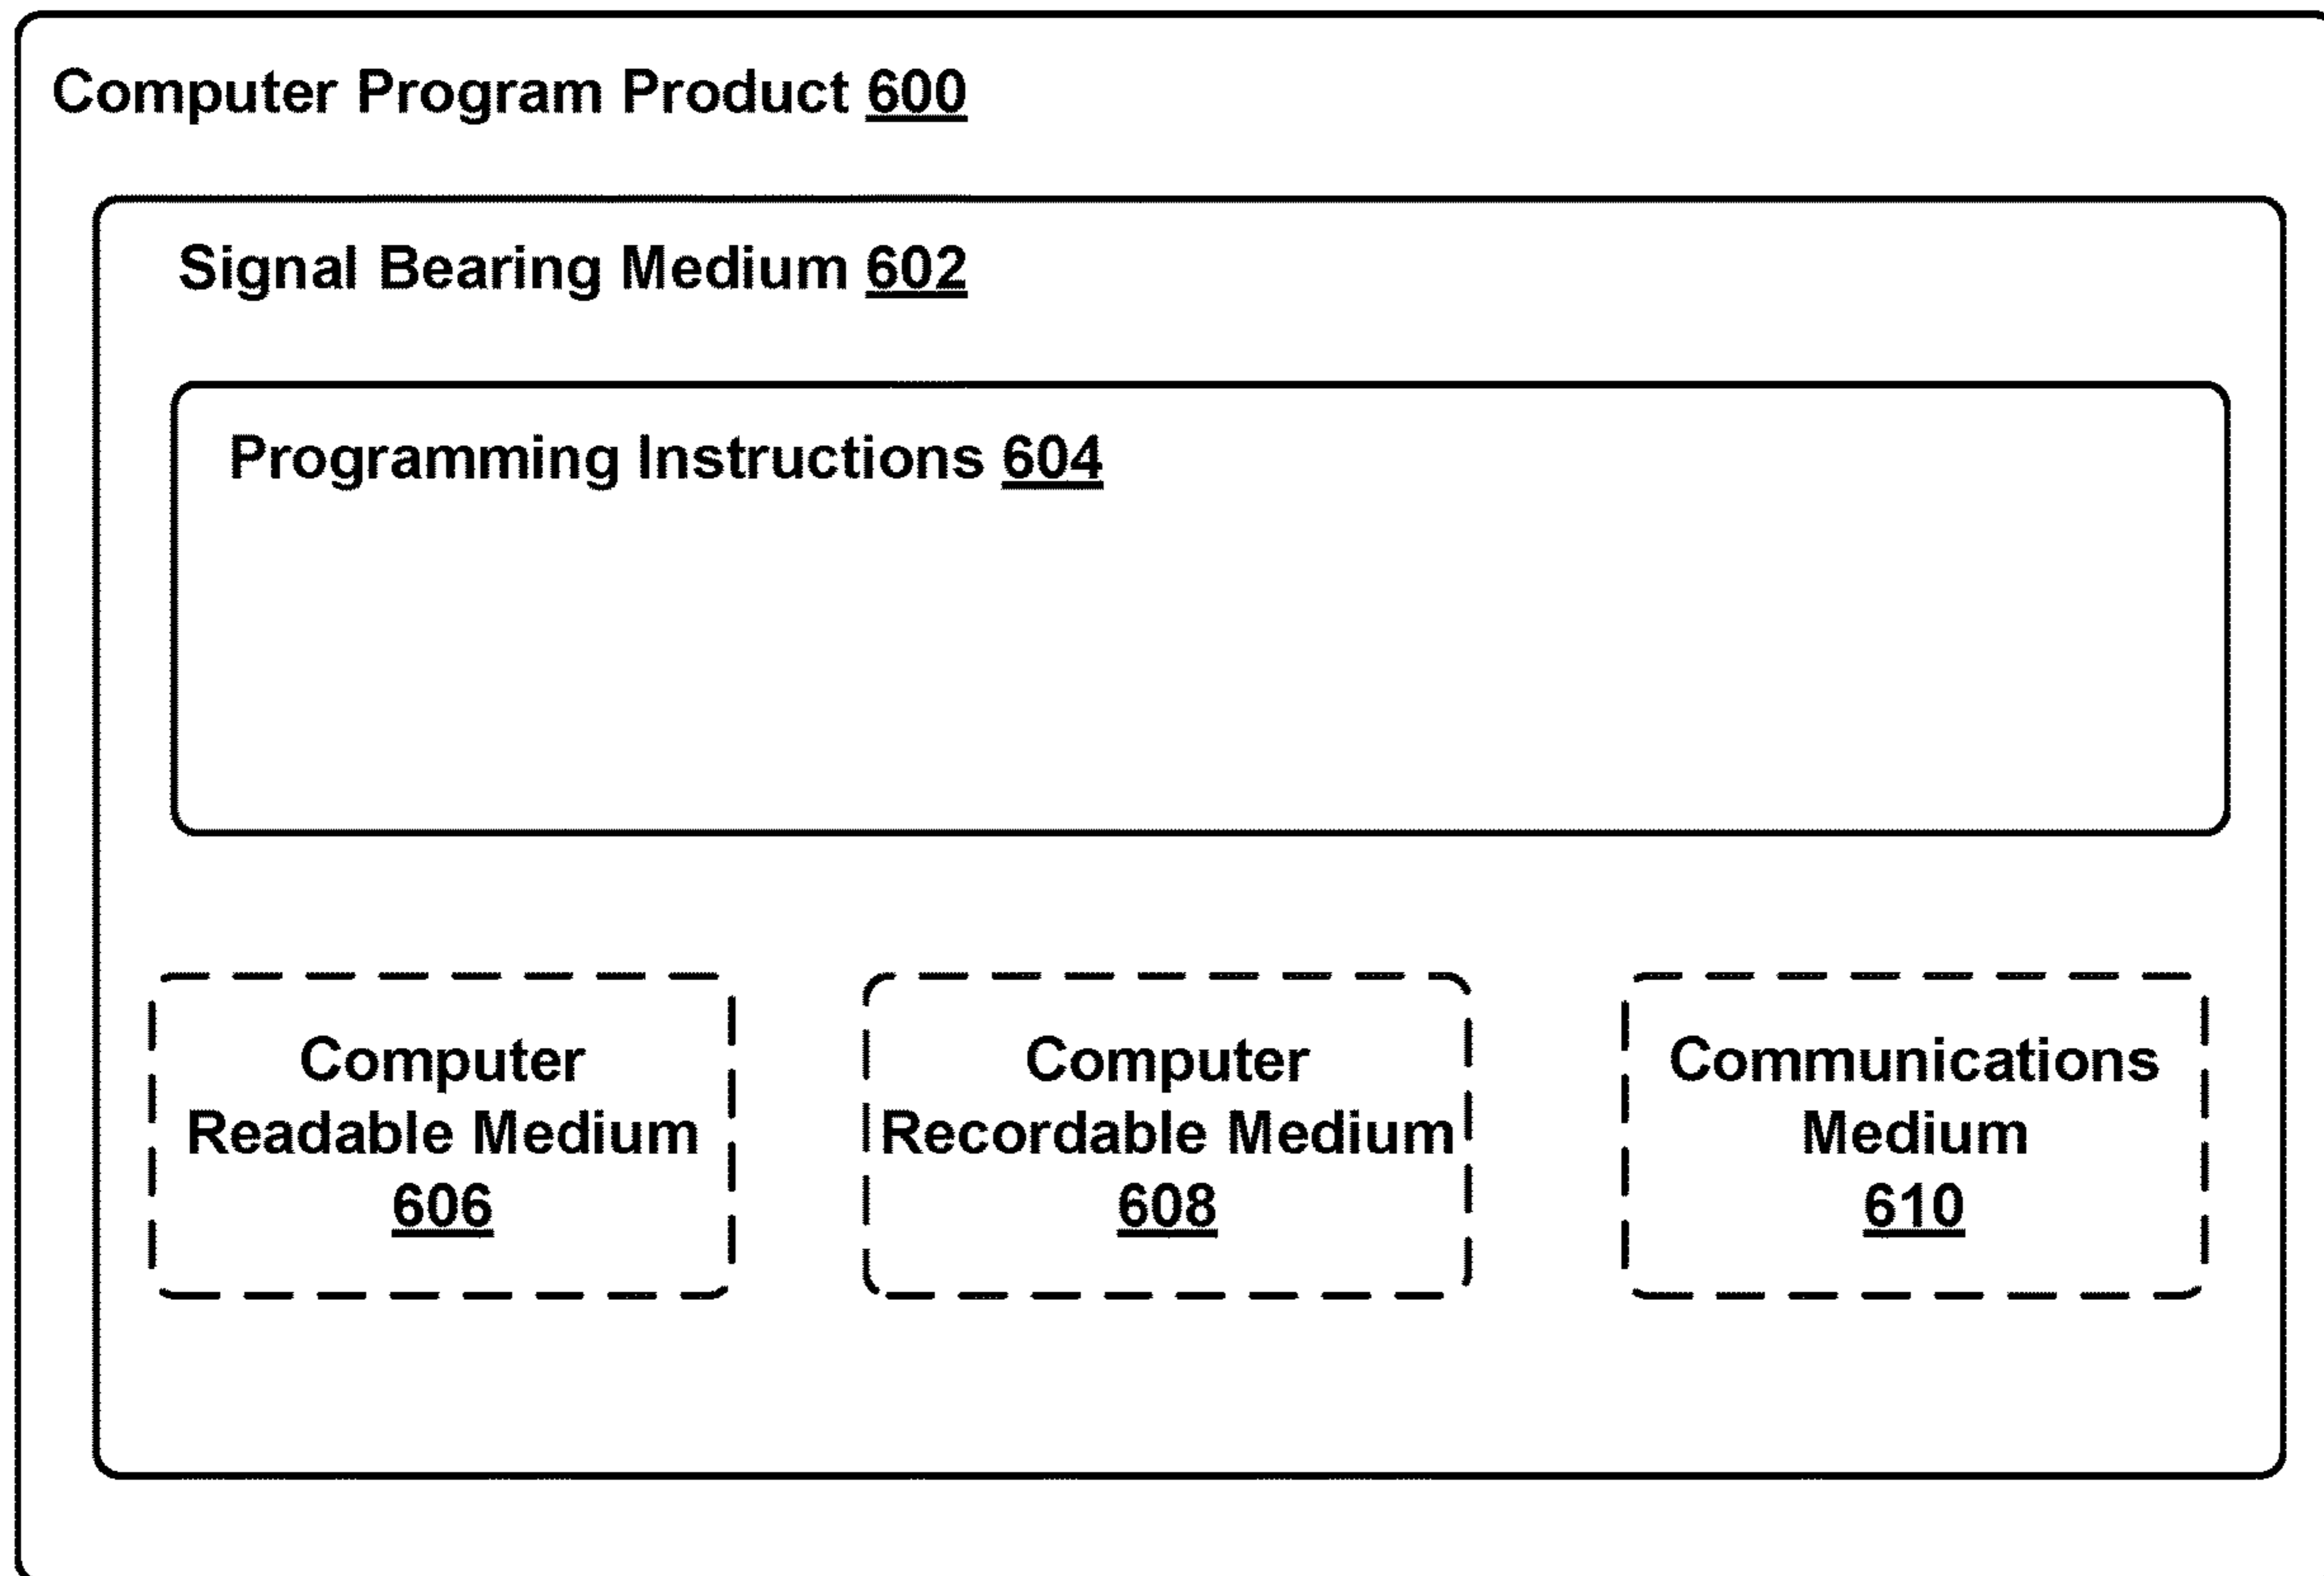 Computer Program Product 600
Signal Bearing Medium 602
Programming Instructions 604
Computer
Readable Medium
606
Computer
Recordable Medium
608
Communications
Medium
610